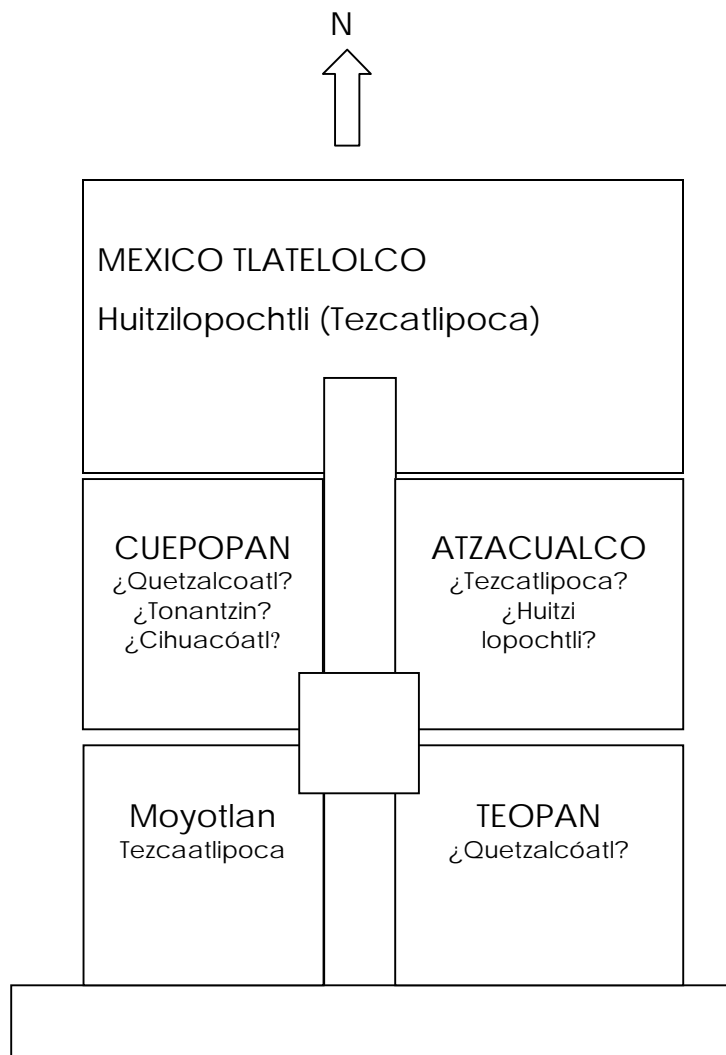 N
MEXICO TLATELOLCO
Huitzilopochtli (Tezcatlipoca)
CUEPOPAN
¿Quetzalcoatl?
¿Tonantzin?
¿Cihuacóatl?
ATZACUALCO
¿Tezcatlipoca?
¿Huitzi
lopochtli?
Moyotlan
Tezcaatlipoca
TEOPAN
¿Quetzalcóatl?